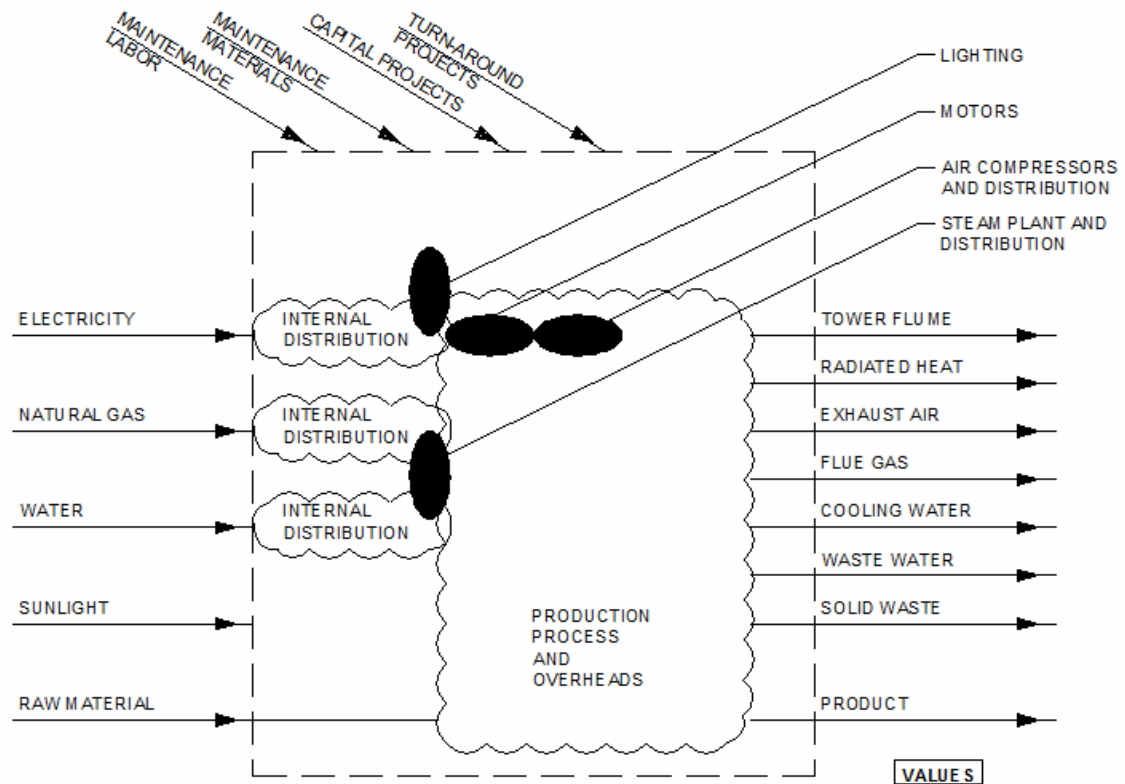 MAINTENANCE
LABOR
MAINTENANCE
MATERIALS
CAPITAL PROJECTS
TURN-AROUND
PROJECTS
LIGHTING
MOTORS
AIR COMPRESSORS
AND DISTRIBUTION
STEAM PLANT AND
DISTRIBUTION
ELECTRICITY
INTERNAL
DISTRIBUTION
NATURAL GAS
INTERNAL
DISTRIBUTION
WATER
INTERNAL
DISTRIBUTION
SUNLIGHT
RAW MATERIAL
PRODUCTION
PROCESS
AND
OVERHEADS
TOWER FLUME
RADIATED HEAT
EXHAUST AIR
FLUE GAS
COOLING WATER
WASTE WATER
SOLID WASTE
PRODUCT
VALUES